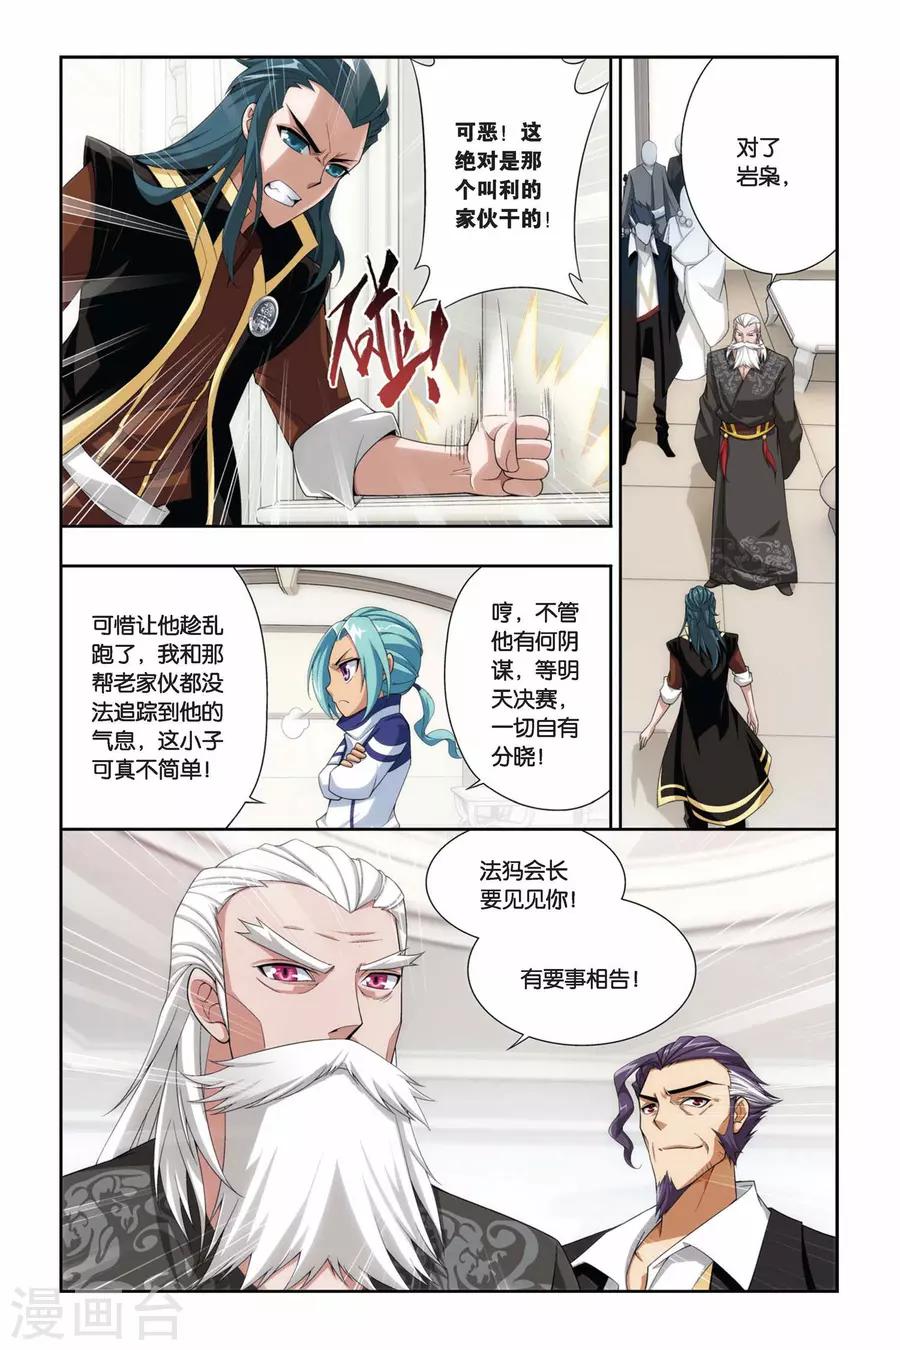 可恶！这
绝对是那
个叫利的
家伙干的！
砬！
可惜让他趁乱
跑了，我和那
帮老家伙都没
法追踪到他的
气息，这小子
可真不简单！
哼，不管
他有何阴
谋，等明
天决赛，
一切自有
分晓！
对了
岩枭，
法犸会长
要见见你！
有要事相告！
漫画台